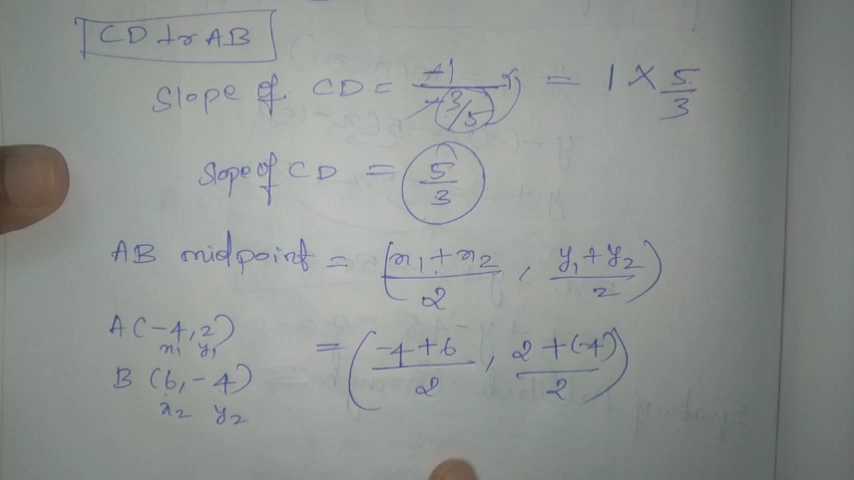 CD ⊥r AB
Slope of CD = -1/(-3/5) = 1 × 5/3
Slope of CD = 5/3
AB midpoint = (x1+x2/2, y1+y2/2)
A(-4,2)
x1 y1
= (-4+6/2, 2+(-4)/2)
B (6,-4)
x2 y2